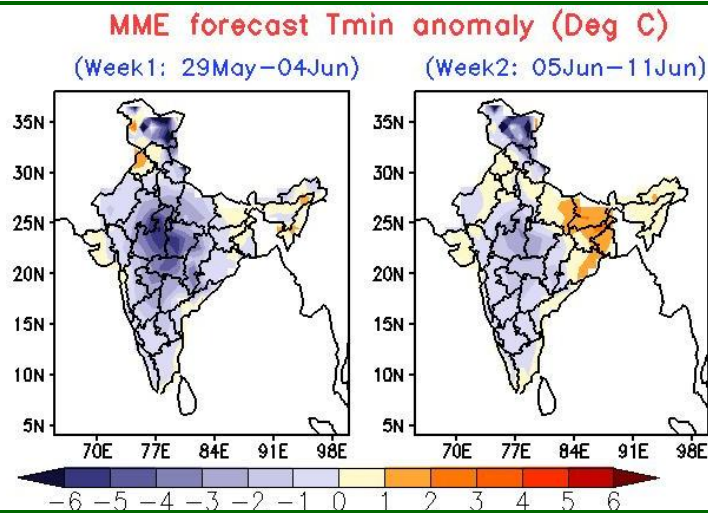 MME forecast Tmin anomaly (Deg C)
(Week1: 29May-04Jun) (Week2: 05Jun-11Jun)
35N 35N
30N 30N
25N 25N
20N 20N
15N 15N
10N 10N
5N 5N
70E 77E 84E 91E 98E 70E 77E 84E 91E 98E
-6 -5 -4 -3 -2 -1 0 1 2 3 4 5 6